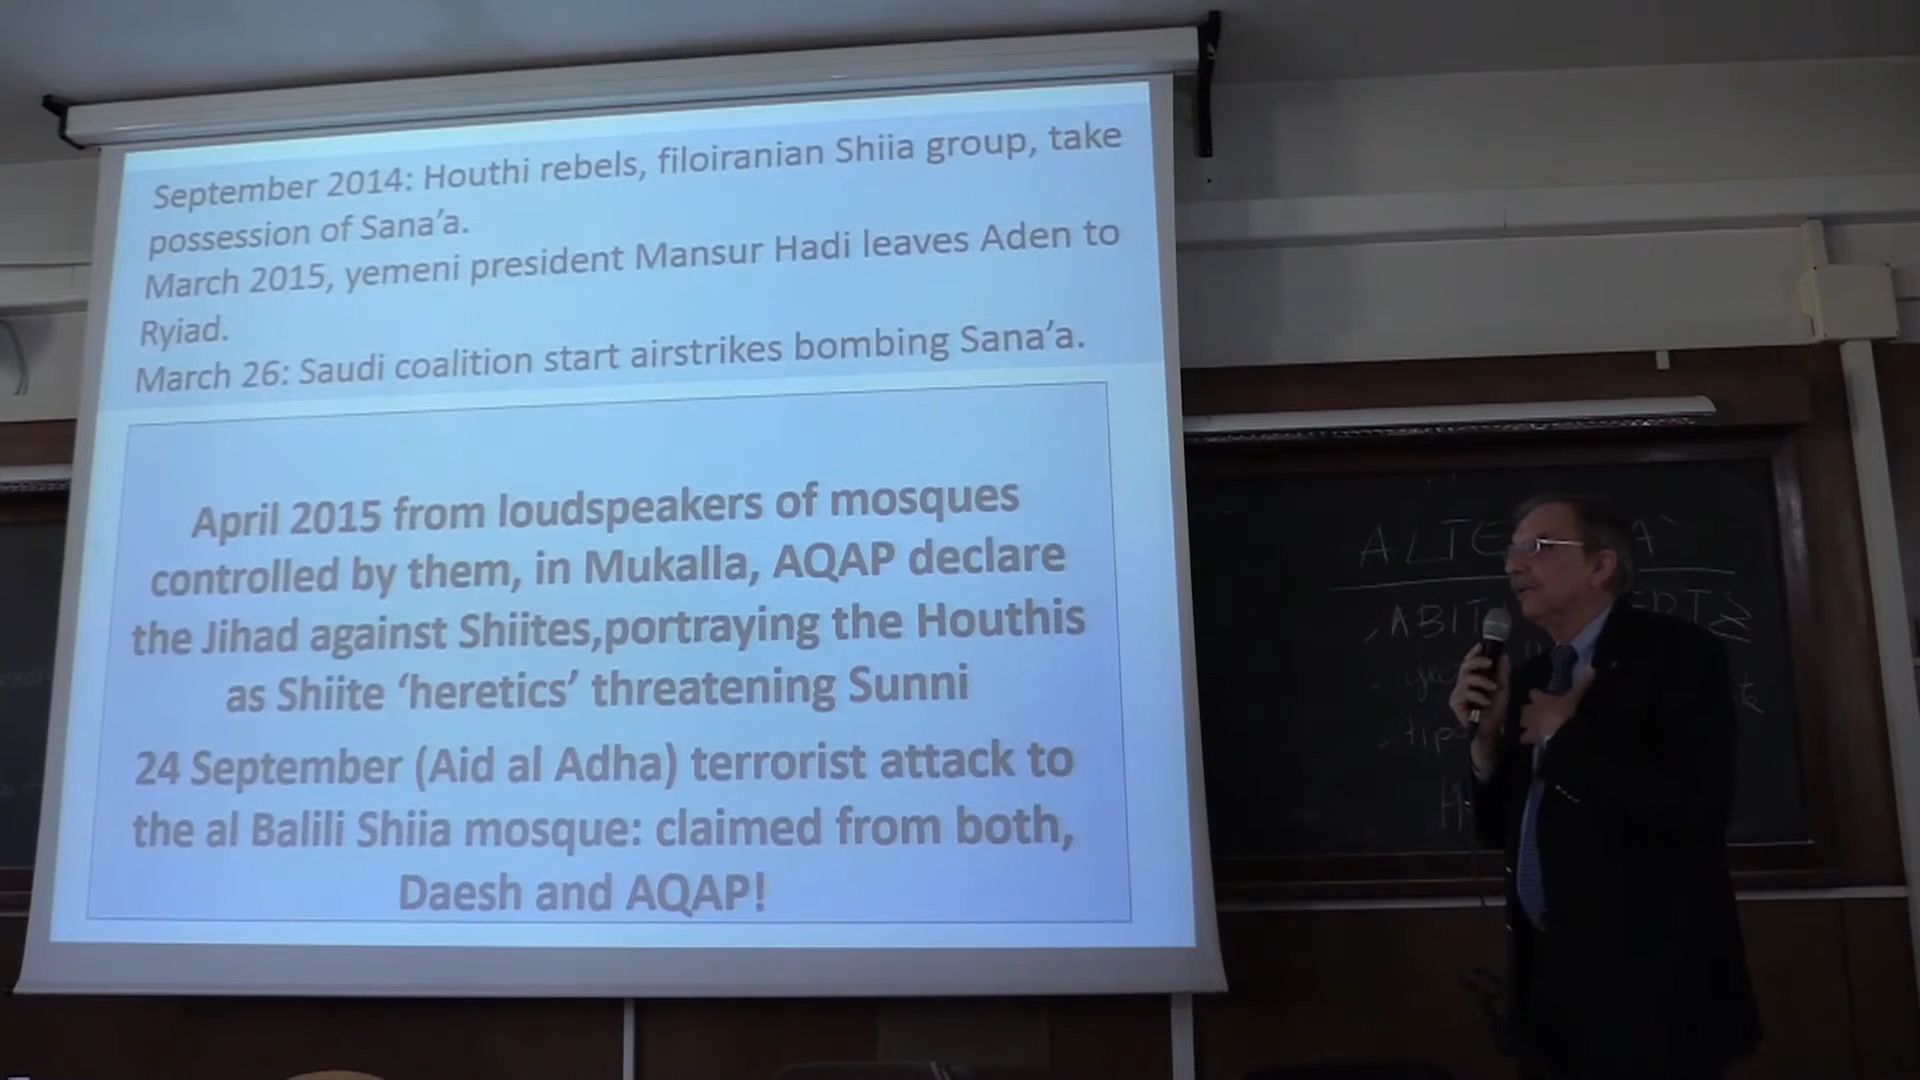 September 2014: Houthi rebels, filoiranian Shiia group, take
possession of Sana’a.
March 2015, yemeni president Mansur Hadi leaves Aden to
Ryiad.
March 26: Saudi coalition start airstrikes bombing Sana’a.
April 2015 from loudspeakers of mosques
controlled by them, in Mukalla, AQAP declare
the Jihad against Shiites,portraying the Houthis
as Shiite ‘heretics’ threatening Sunni
24 September (Aid al Adha) terrorist attack to
the al Balili Shiia mosque: claimed from both,
Daesh and AQAP!